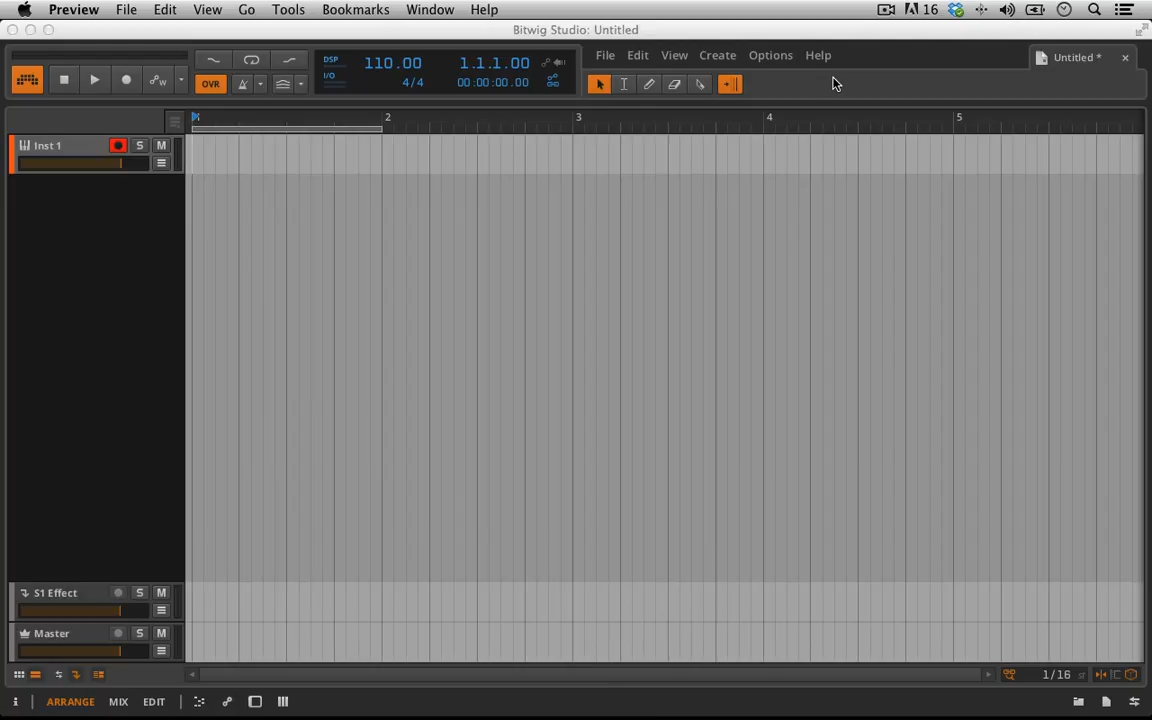 Preview File Edit View Go Tools Bookmarks Window Help 16
Bitwig Studio: Untitled
DSP 110.00 1.1.1.00 File Edit View Create Options Help Untitled * ×
OVR I/O 4/4 00:00:00.00
2 3 4 5
Inst 1 S M
S1 Effect S M
Master S M
1/16
i ARRANGE MIX EDIT